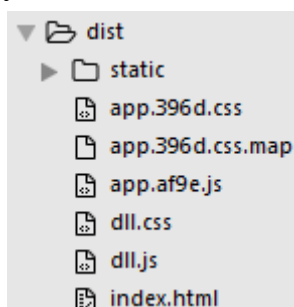 dist
static
app.396d.css
app.396d.css.map
app.af9e.js
dll.css
dll.js
index.html